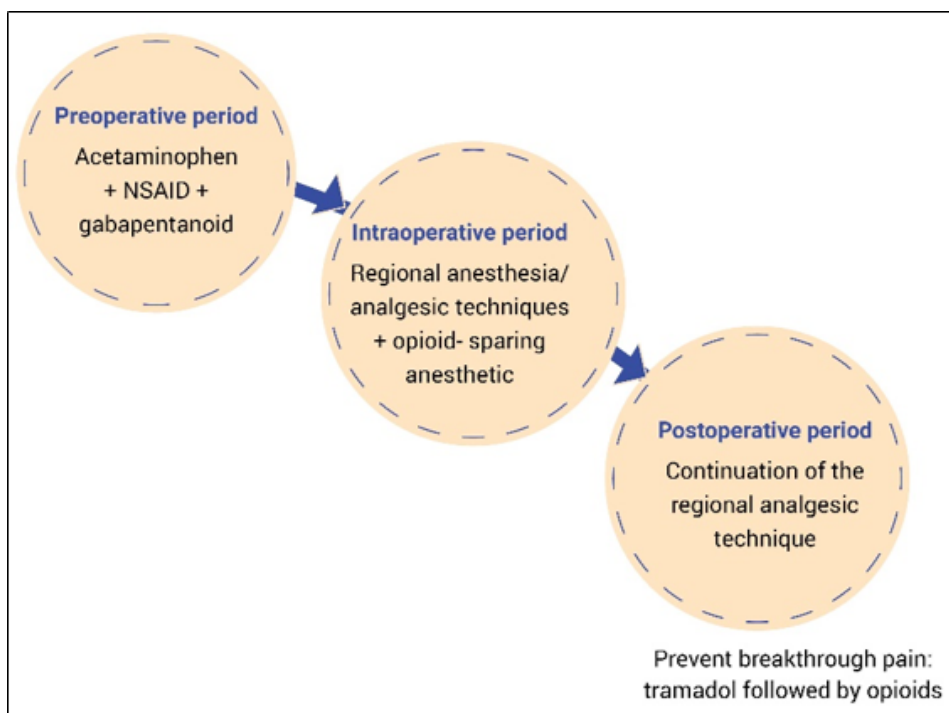 Preoperative period
Acetaminophen
+ NSAID +
gabapentanoid
Intraoperative period
Regional anesthesia/
analgesic techniques
+ opioid- sparing
anesthetic
Postoperative period
Continuation of the
regional analgesic
technique
Prevent breakthrough pain:
tramadol followed by opioids